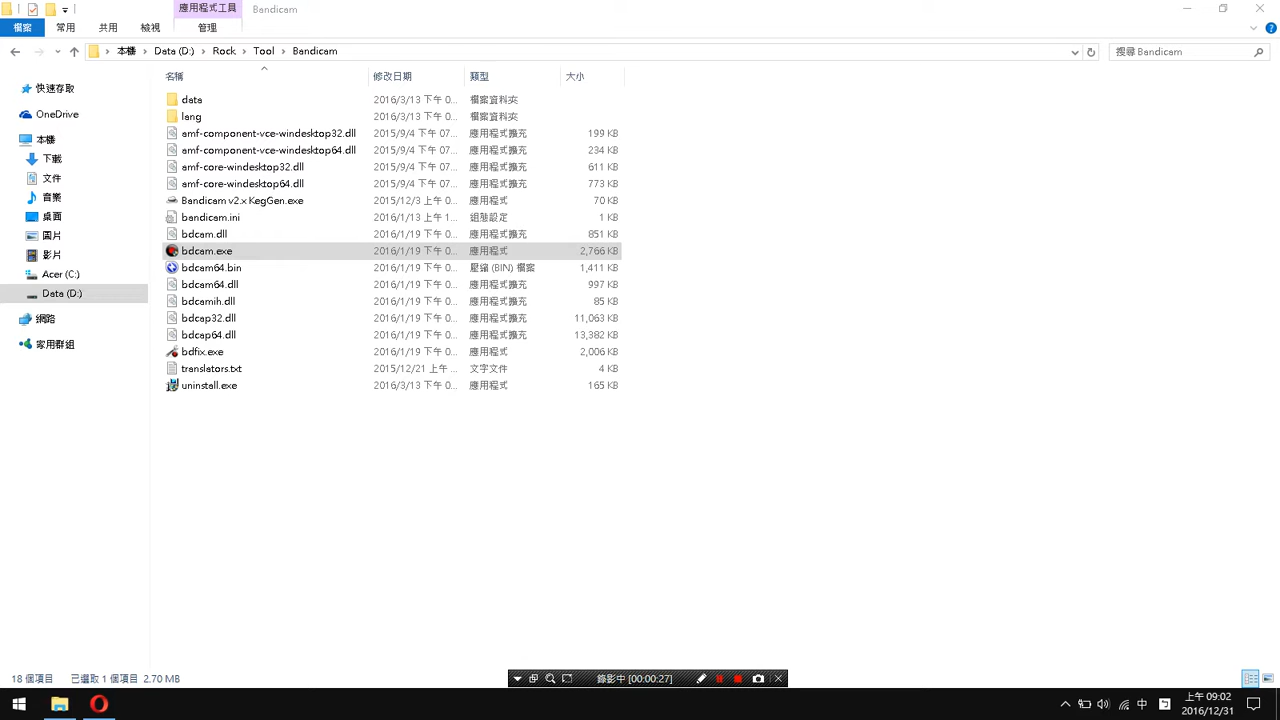 應用程式工具 Bandicam
檔案 常用 共用 檢視 管理
本機 Data (D:) Rock Tool Bandicam 搜尋 Bandicam
名稱 修改日期 類型 大小
快速存取
OneDrive
本機
下載
文件
音樂
桌面
圖片
影片
Acer (C:)
Data (D:)
網路
家用群組
data 2016/3/13 下午 0... 檔案資料夾
lang 2016/3/13 下午 0... 檔案資料夾
amf-component-vce-windesktop32.dll 2015/9/4 下午 07... 應用程式擴充 199 KB
amf-component-vce-windesktop64.dll 2015/9/4 下午 07... 應用程式擴充 234 KB
amf-core-windesktop32.dll 2015/9/4 下午 07... 應用程式擴充 611 KB
amf-core-windesktop64.dll 2015/9/4 下午 07... 應用程式擴充 773 KB
Bandicam v2.x KegGen.exe 2015/12/3 上午 0... 應用程式 70 KB
bandicam.ini 2016/1/13 上午 1... 組態設定 1 KB
bdcam.dll 2016/1/19 下午 0... 應用程式擴充 851 KB
bdcam.exe 2016/1/19 下午 0... 應用程式 2,766 KB
bdcam64.bin 2016/1/19 下午 0... 壓縮 (BIN) 檔案 1,411 KB
bdcam64.dll 2016/1/19 下午 0... 應用程式擴充 997 KB
bdcamih.dll 2016/1/19 下午 0... 應用程式擴充 85 KB
bdcap32.dll 2016/1/19 下午 0... 應用程式擴充 11,063 KB
bdcap64.dll 2016/1/19 下午 0... 應用程式擴充 13,382 KB
bdfix.exe 2016/1/19 下午 0... 應用程式 2,006 KB
translators.txt 2015/12/21 上午 ... 文字文件 4 KB
uninstall.exe 2016/3/13 下午 0... 應用程式 165 KB
18 個項目 已選取 1 個項目 2.70 MB
錄影中 [00:00:27]
中 ㄅ 上午 09:02
2016/12/31